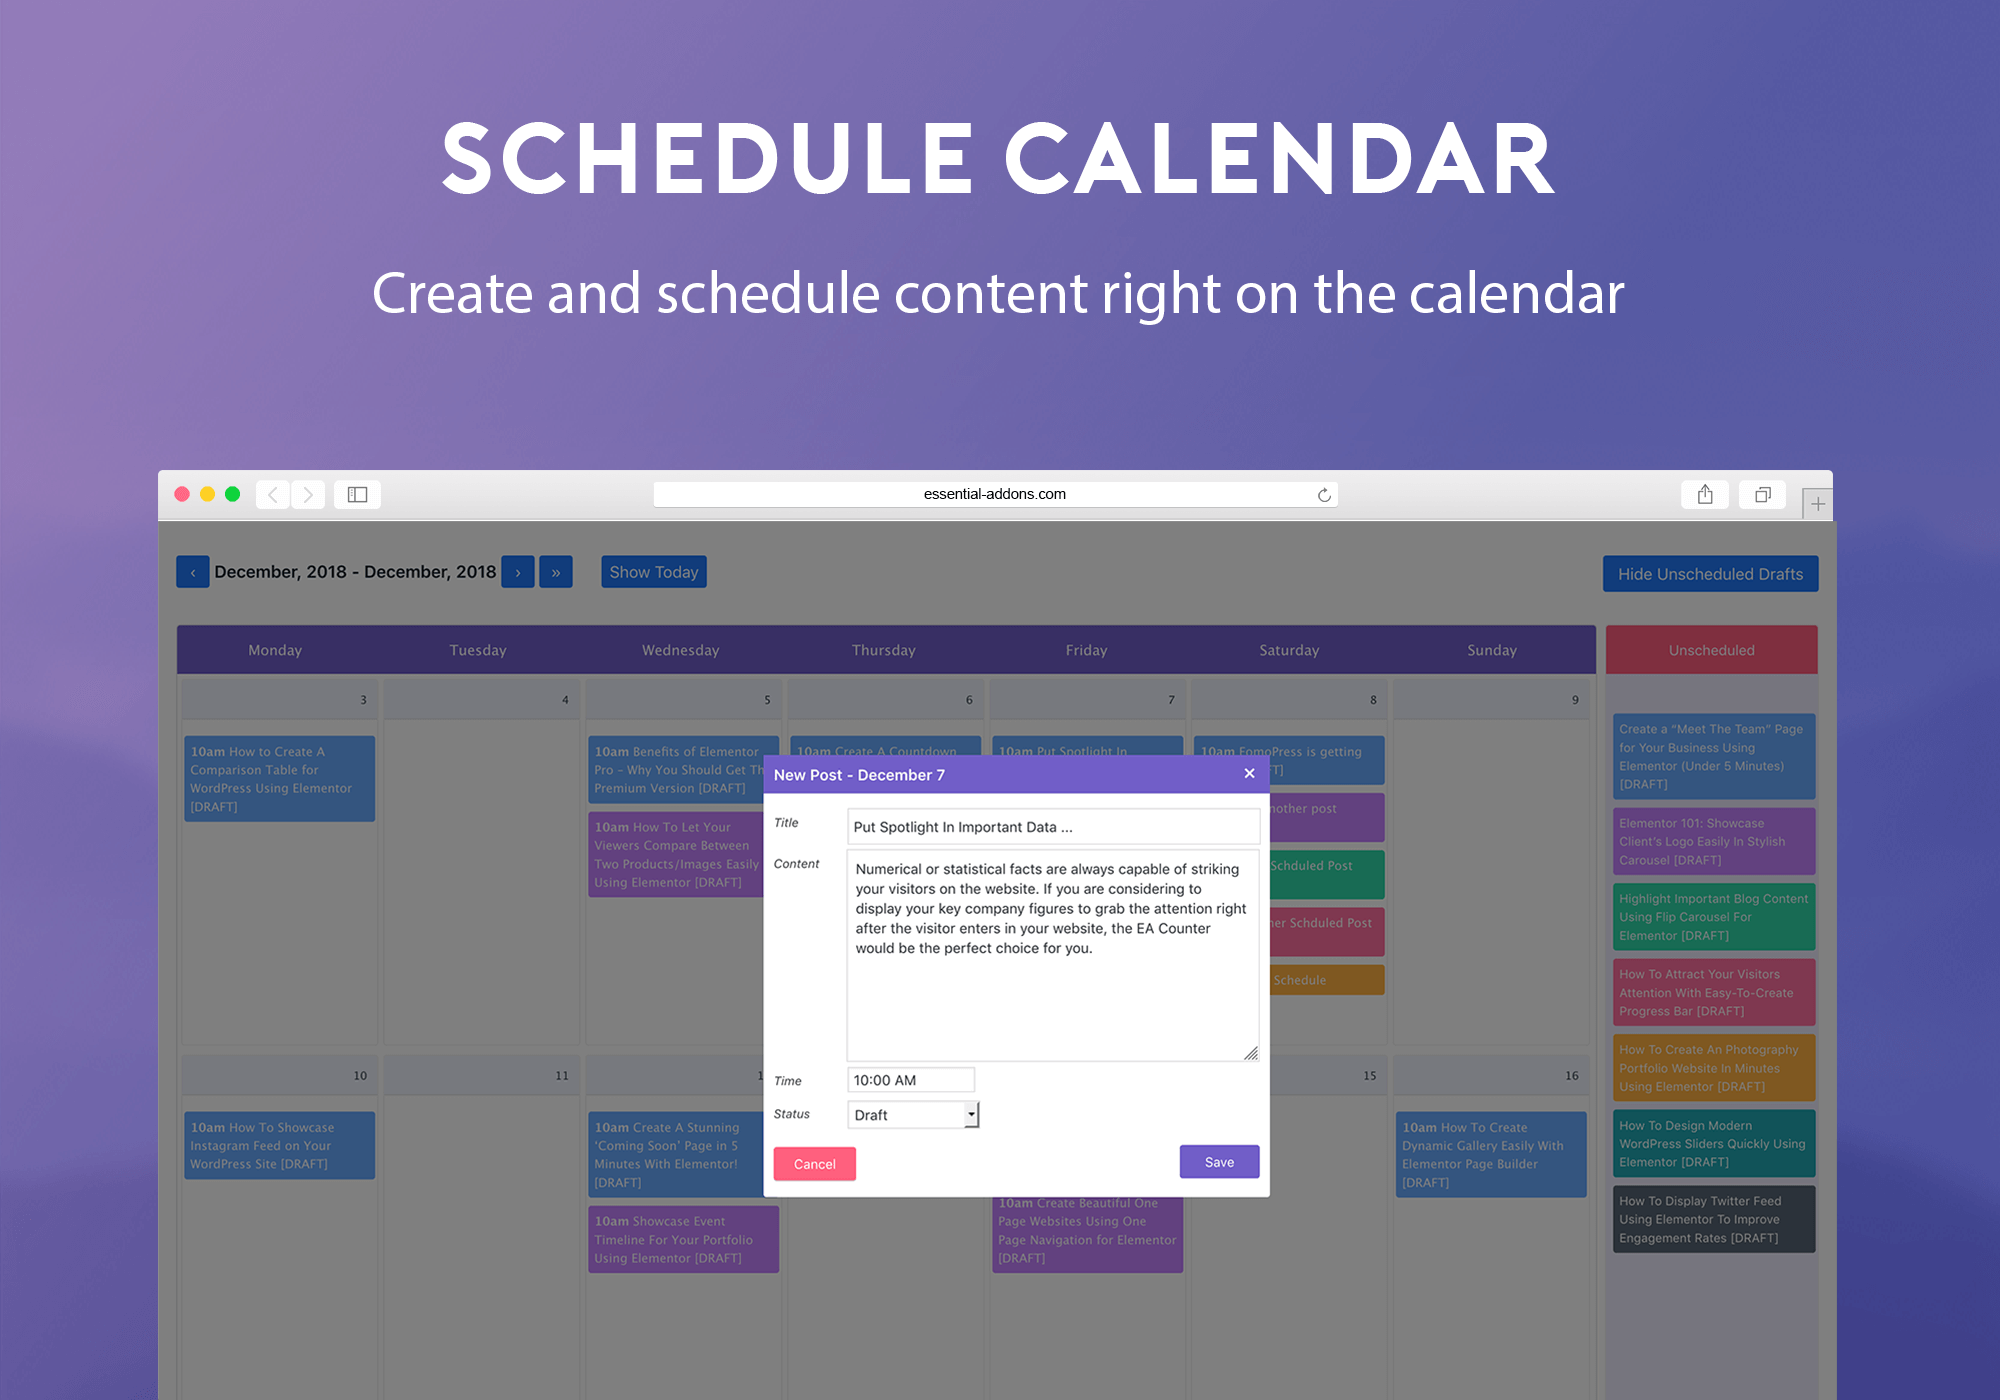 SCHEDULE CALENDAR
Create and schedule content right on the calendar
essential-addons.com
‹ December, 2018 - December, 2018 › »
Show Today
Hide Unscheduled Drafts
Monday Tuesday Wednesday Thursday Friday Saturday Sunday
Unscheduled
3 4 5 6 7 8 9
10am How to Create A
Comparison Table for
WordPress Using Elementor
[DRAFT]
10am Benefits of Elementor
Pro - Why You Should Get
Premium Version [DRAFT]
10am How To Let Your
Viewers Compare Between
Two Products/Images Easily
Using Elementor [DRAFT]
10am Create A Countdown
10am Put Spotlight In
10am FomoPress is getting
post
Schduled Post
Schduled Post
Schedule
New Post - December 7
Title
Put Spotlight In Important Data ...
Content
Numerical or statistical facts are always capable of striking
your visitors on the website. If you are considering to
display your key company figures to grab the attention right
after the visitor enters in your website, the EA Counter
would be the perfect choice for you.
Time
10:00 AM
Status
Draft
Cancel
Save
10 11 15 16
10am How To Showcase
Instagram Feed on Your
WordPress Site [DRAFT]
10am Create A Stunning
‘Coming Soon’ Page in 5
Minutes With Elementor!
[DRAFT]
10am Showcase Event
Timeline For Your Portfolio
Using Elementor [DRAFT]
10am Create Beautiful One
Page Websites Using One
Page Navigation for Elementor
[DRAFT]
10am How To Create
Dynamic Gallery Easily With
Elementor Page Builder
[DRAFT]
Create a “Meet The Team” Page
for Your Business Using
Elementor (Under 5 Minutes)
[DRAFT]
Elementor 101: Showcase
Client’s Logo Easily In Stylish
Carousel [DRAFT]
Highlight Important Blog Content
Using Flip Carousel For
Elementor [DRAFT]
How To Attract Your Visitors
Attention With Easy-To-Create
Progress Bar [DRAFT]
How To Create An Photography
Portfolio Website In Minutes
Using Elementor [DRAFT]
How To Design Modern
WordPress Sliders Quickly Using
Elementor [DRAFT]
How To Display Twitter Feed
Using Elementor To Improve
Engagement Rates [DRAFT]